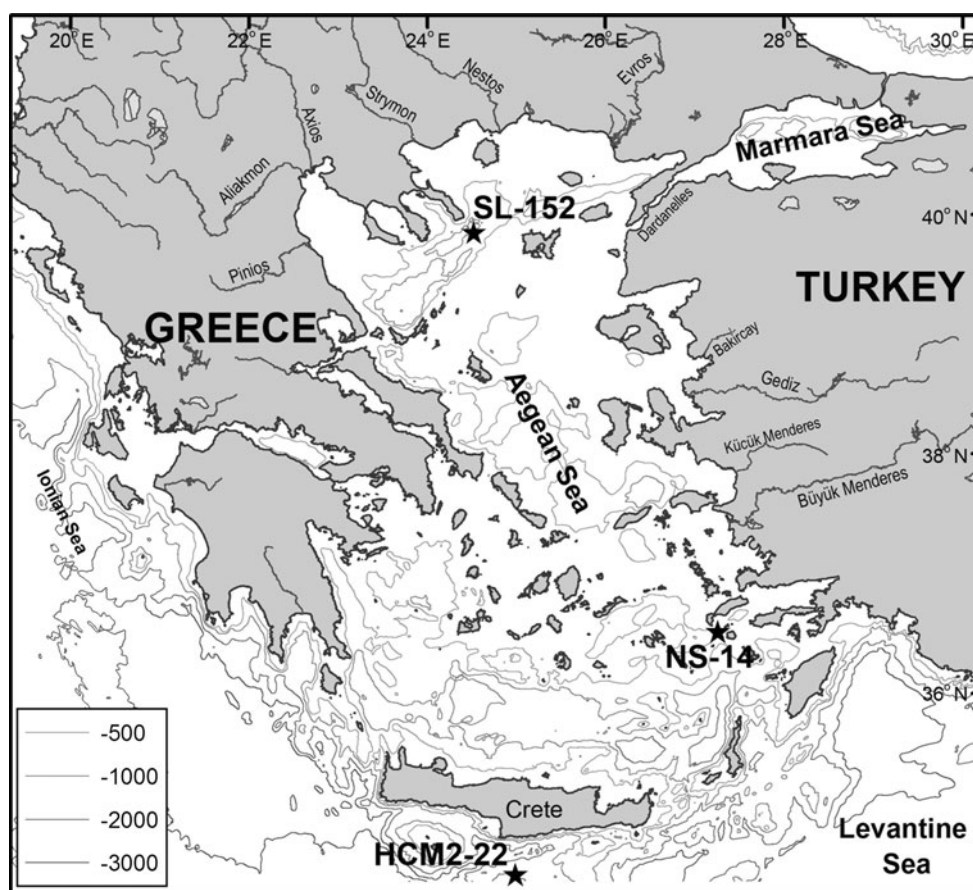 20°E
22°E
24°E
26°E
28°E
30°E
Nestos
Evros
Strymon
Axios
Marmara Sea
Aliakmon
SL-152
Dardanelles
40°N
Pinios
TURKEY
GREECE
Bakircay
Gediz
Aegean Sea
Kücük Menderes
38°N
Büyük Menderes
Ionian Sea
NS-14
36°N
-500
-1000
-2000
-3000
Crete
Levantine
Sea
HCM2-22